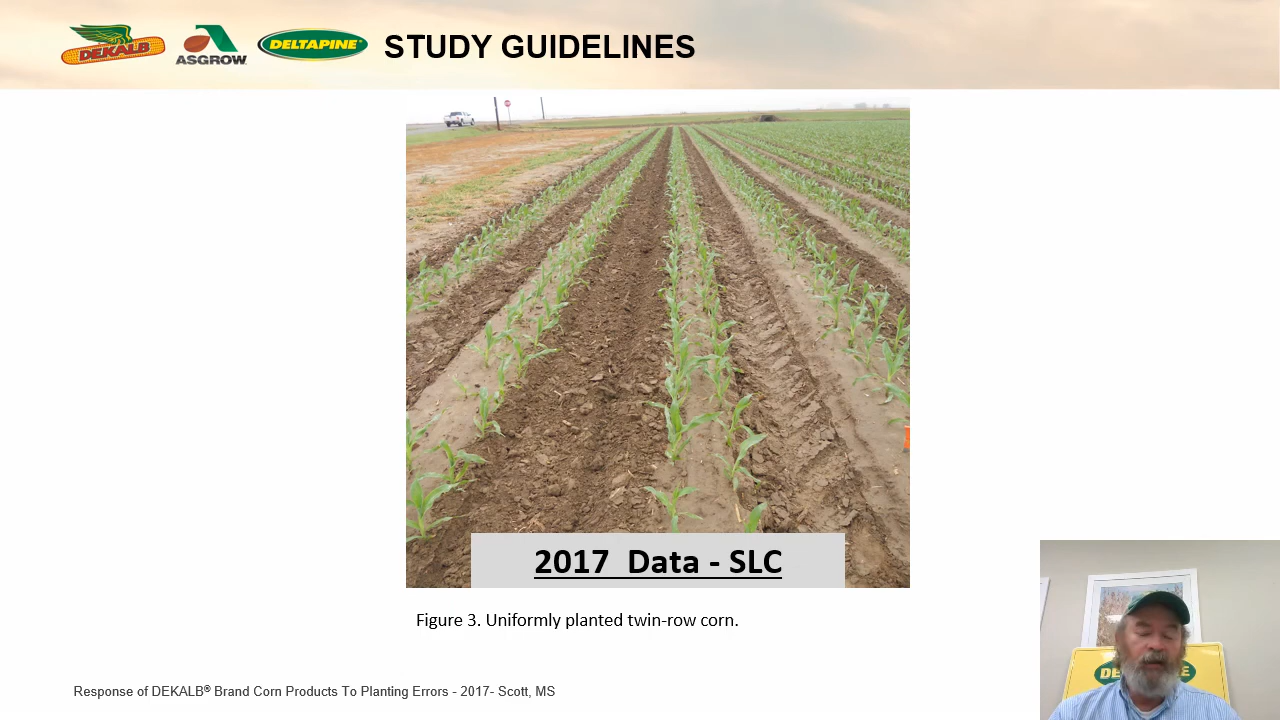 DEKALB
ASGROW
DELTAPINE®
STUDY GUIDELINES
2017 Data - SLC
Figure 3. Uniformly planted twin-row corn.
Response of DEKALB® Brand Corn Products To Planting Errors - 2017- Scott, MS